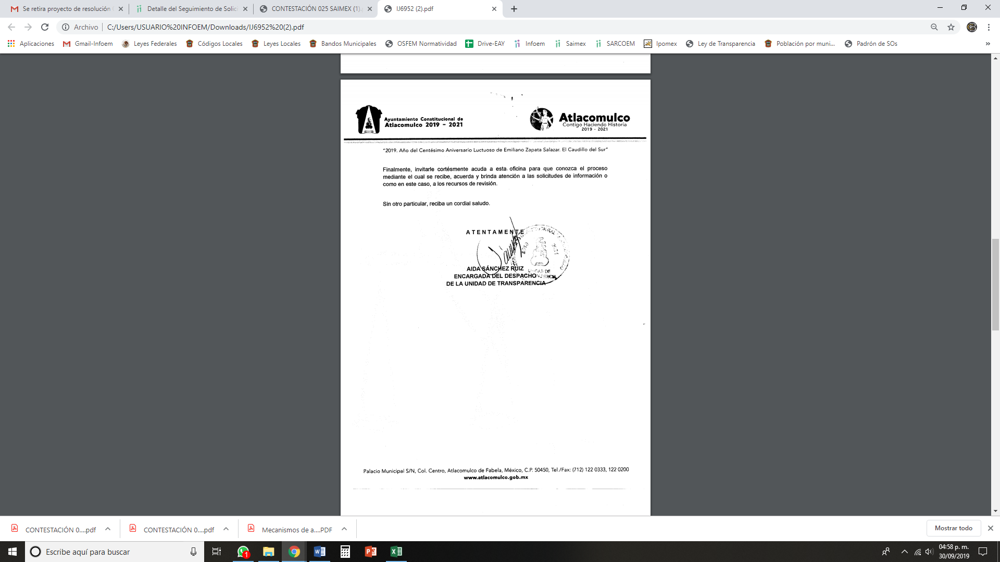 Se retira proyecto de resolución
Detalle del Seguimiento de Solici
CONTESTACIÓN 025 SAIMEX (1).
IJ6952 (2).pdf
Archivo
C:/Users/USUARIO%20INFOEM/Downloads/IJ6952%20(2).pdf
Aplicaciones
Gmail-Infoem
Leyes Federales
Códigos Locales
Leyes Locales
Bandos Municipales
OSFEM Normatividad
Drive-EAY
Infoem
Saimex
SARCOEM
Ipomex
Ley de Transparencia
Población por muni...
Padrón de SOs
»
Ayuntamiento Constitucional de
Atlacomulco 2019 - 2021
Atlacomulco
Contigo Haciendo Historia
2019 - 2021
"2019. Año del Centésimo Aniversario Luctuoso de Emiliano Zapata Salazar. El Caudillo del Sur"
Finalmente, invitarle cortésmente acuda a esta oficina para que conozca el proceso
mediante el cual se recibe, acuerda y brinda atención a las solicitudes de información o
como en este caso, a los recursos de revisión.
Sin otro particular, reciba un cordial saludo.
A T E N T A M E N T E
AIDA SÁNCHEZ RUIZ
ENCARGADA DEL DESPACHO
DE LA UNIDAD DE TRANSPARENCIA
Palacio Municipal S/N, Col. Centro, Atlacomulco de Fabela, México, C.P. 50450, Tel./Fax: (712) 122 0333, 122 0200
www.atlacomulco.gob.mx
CONTESTACIÓN 0....pdf
CONTESTACIÓN 0....pdf
Mecanismos de a....PDF
Mostrar todo
Escribe aquí para buscar
1
04:58 p. m.
30/09/2019